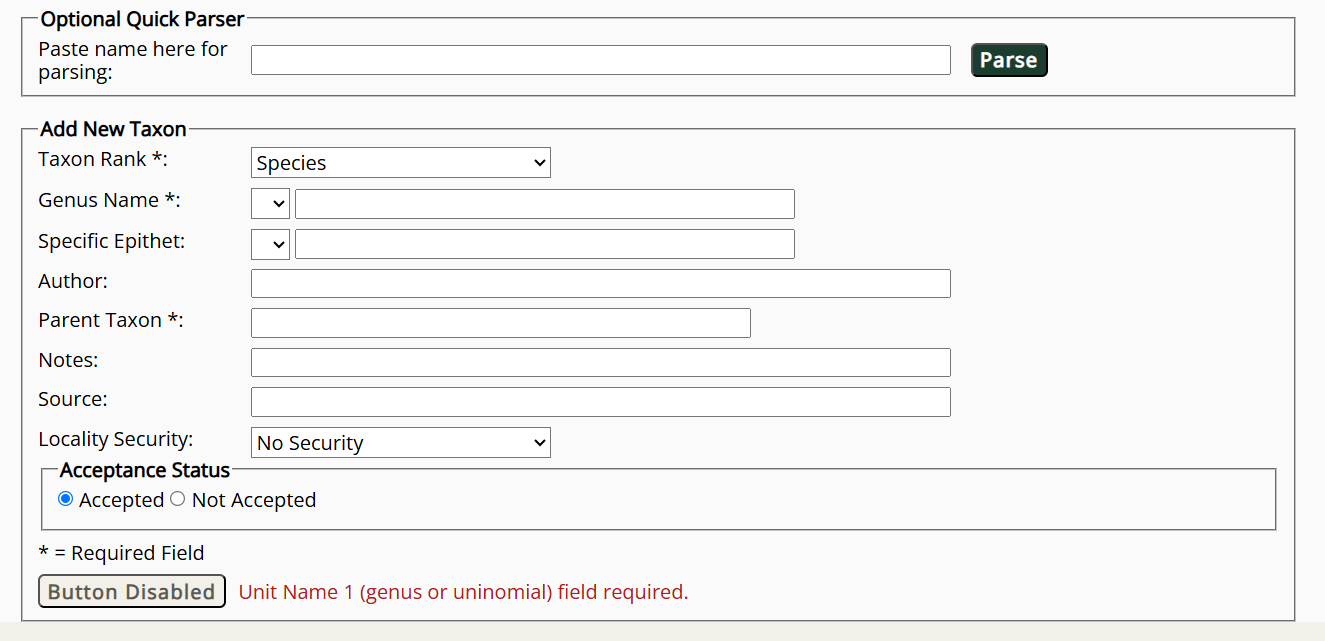 Optional Quick Parser
Paste name here for
parsing:
Parse
Add New Taxon
Taxon Rank *:
Species
Genus Name *:
Specific Epithet:
Author:
Parent Taxon *:
Notes:
Source:
Locality Security:
No Security
Acceptance Status
Accepted Not Accepted
* = Required Field
Button Disabled Unit Name 1 (genus or uninomial) field required.